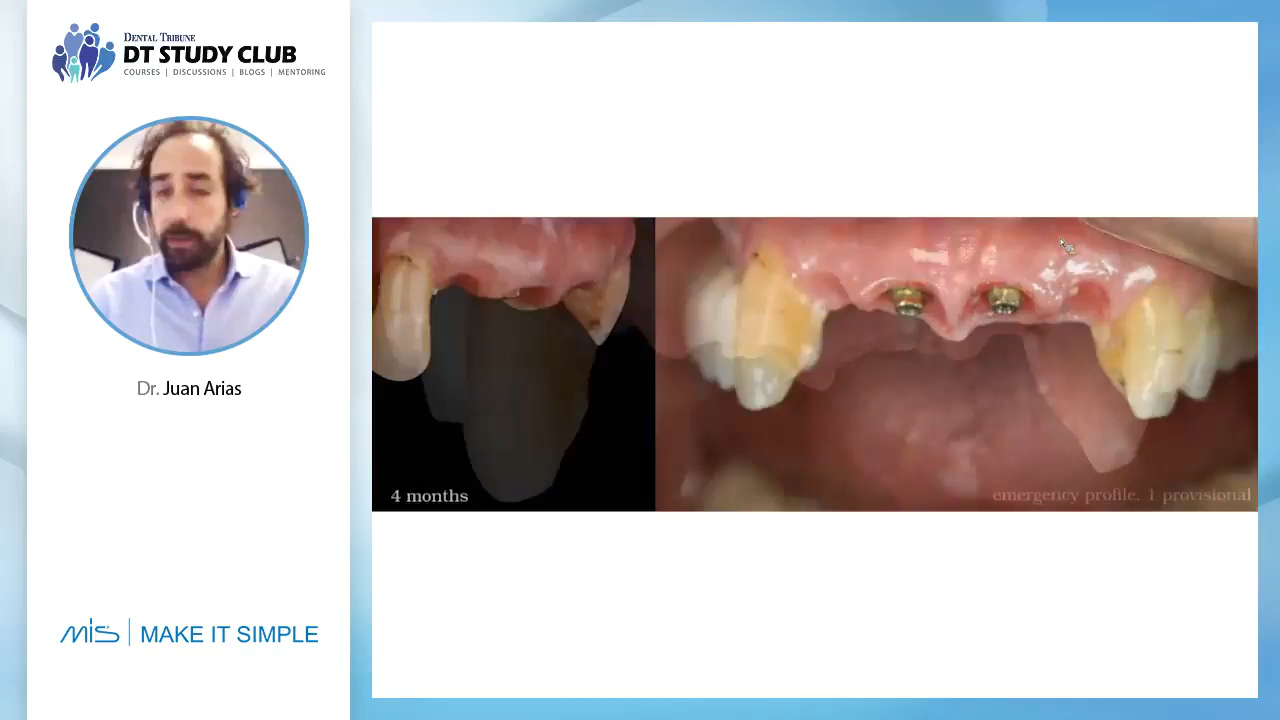 DENTAL TRIBUNE
DT STUDY CLUB
COURSES | DISCUSSIONS | BLOGS | MENTORING
Dr. Juan Arias
mis | MAKE IT SIMPLE
4 months
emergency profile. 1 provisional